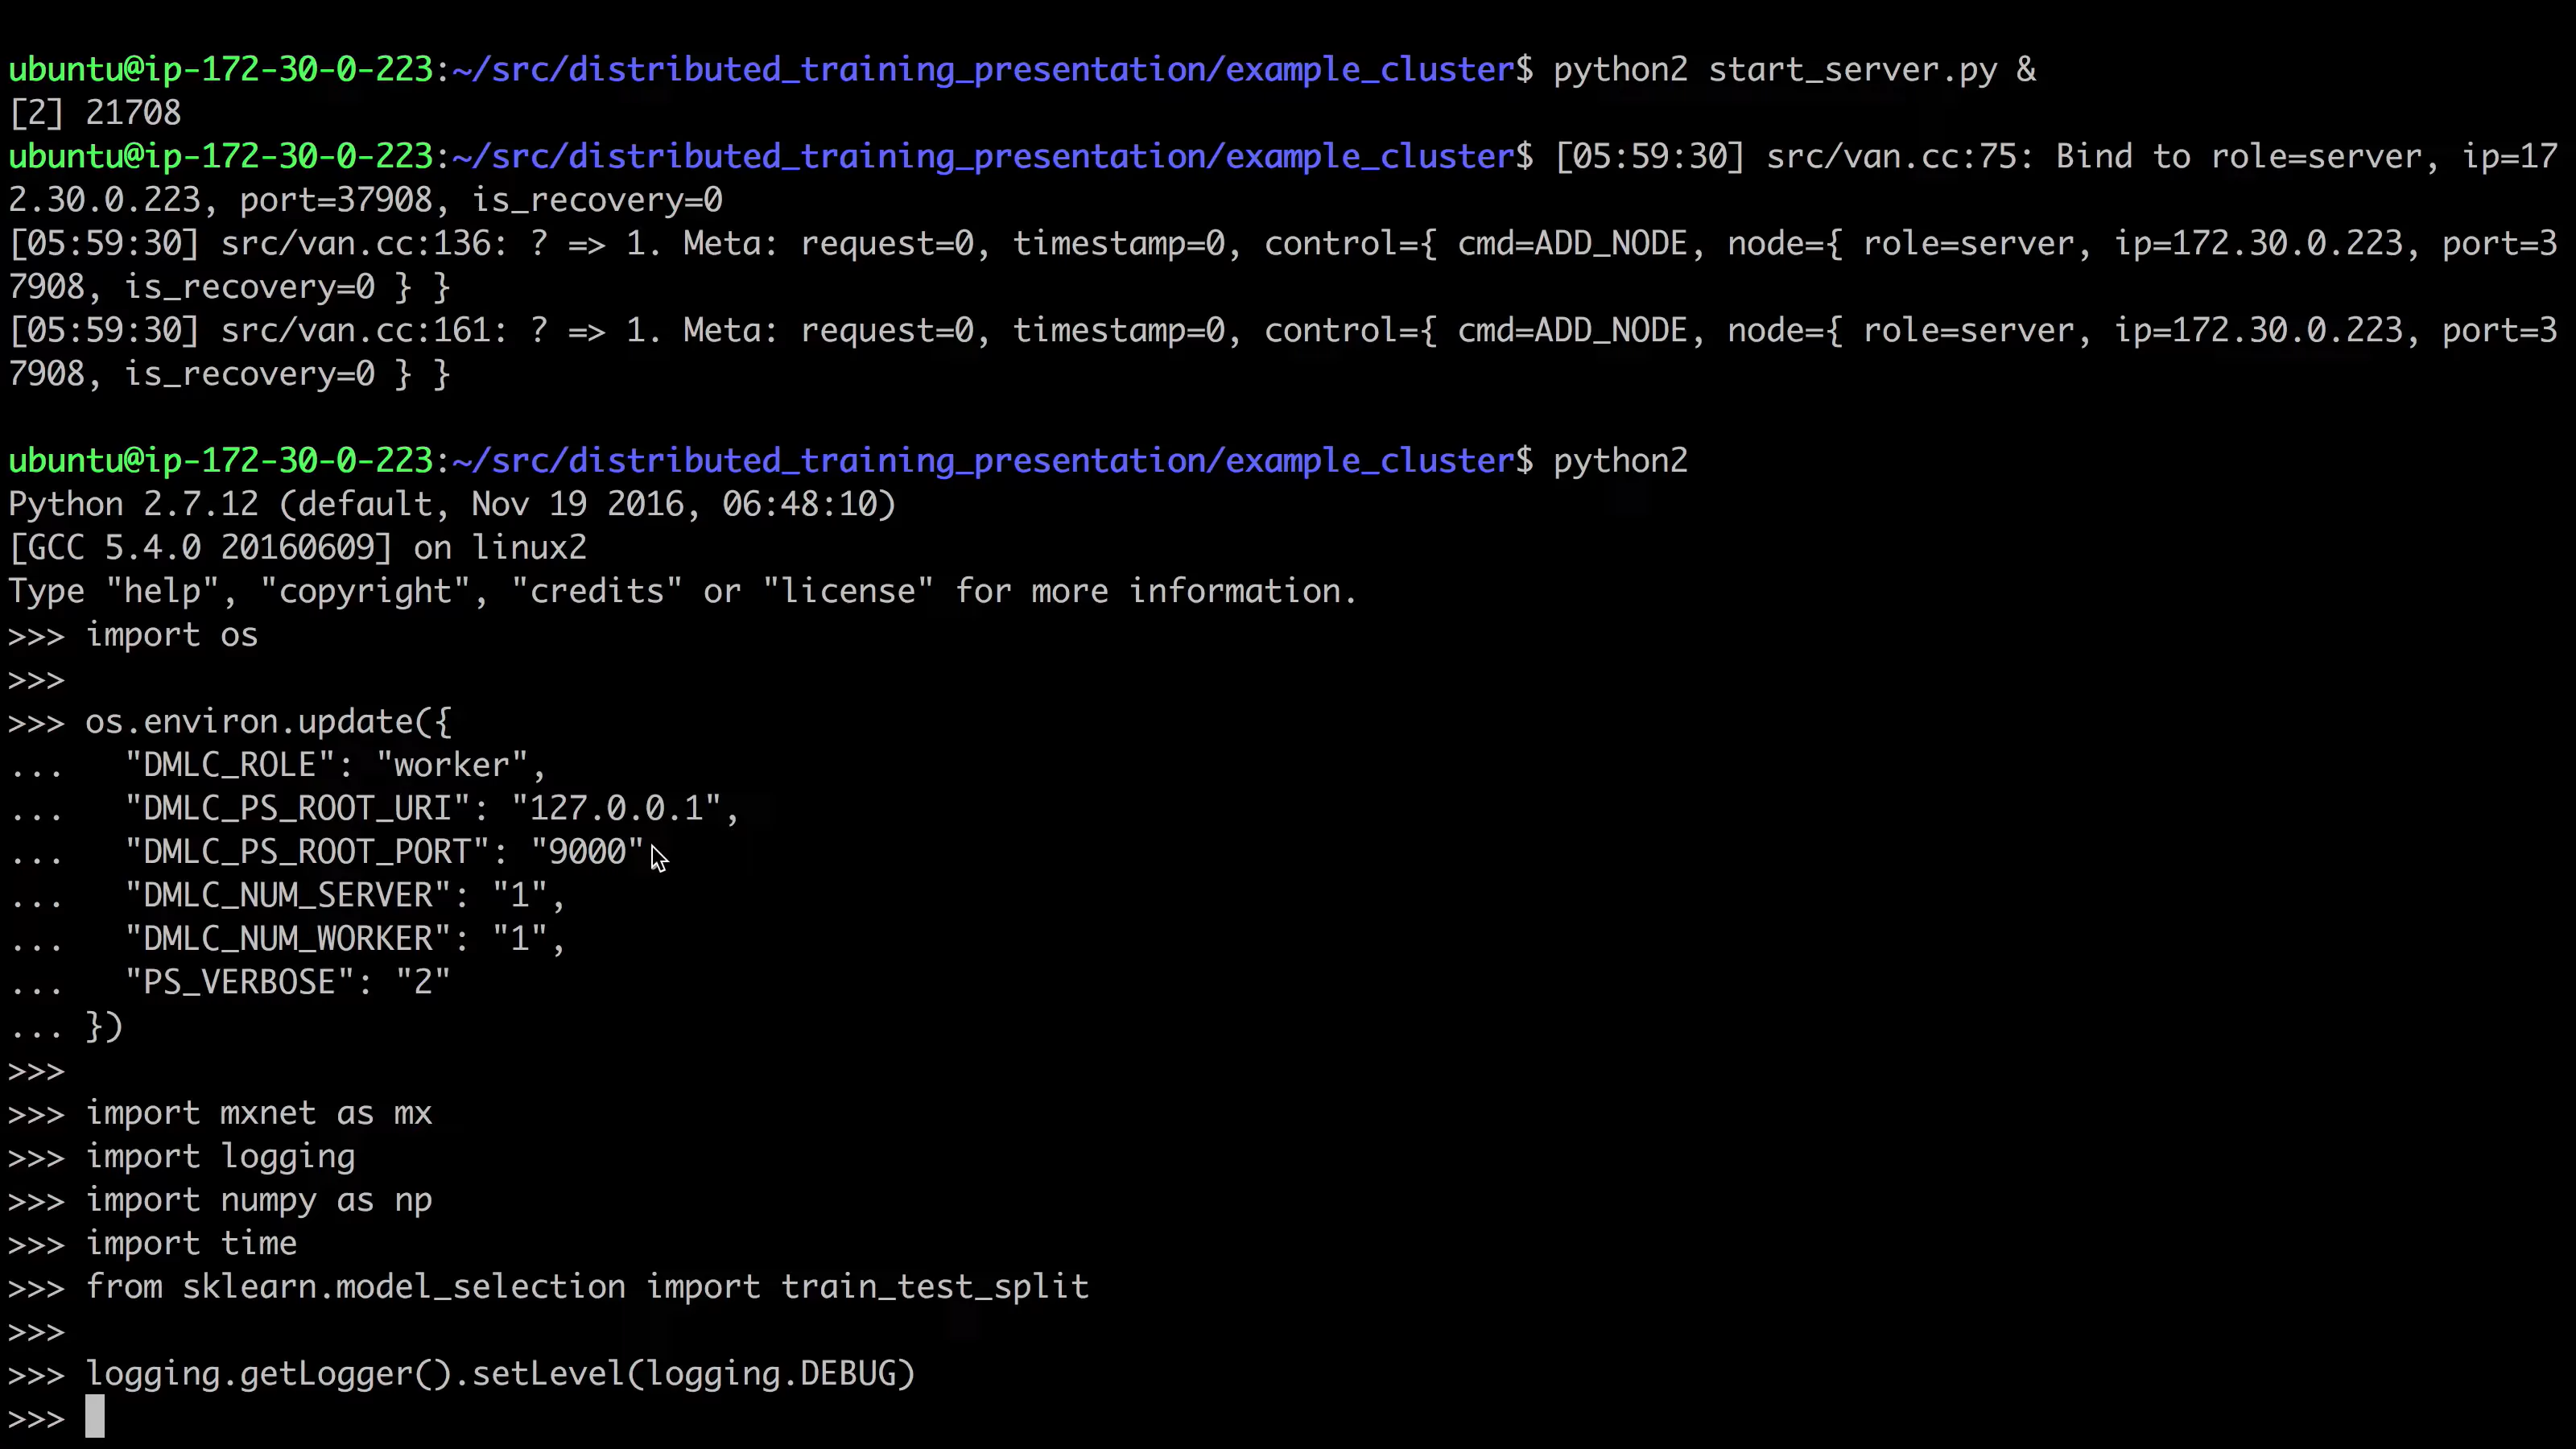 ubuntu@ip-172-30-0-223:~/src/distributed_training_presentation/example_cluster$ python2 start_server.py &
[2] 21708
ubuntu@ip-172-30-0-223:~/src/distributed_training_presentation/example_cluster$ [05:59:30] src/van.cc:75: Bind to role=server, ip=17
2.30.0.223, port=37908, is_recovery=0
[05:59:30] src/van.cc:136: ? => 1. Meta: request=0, timestamp=0, control={ cmd=ADD_NODE, node={ role=server, ip=172.30.0.223, port=3
7908, is_recovery=0 } }
[05:59:30] src/van.cc:161: ? => 1. Meta: request=0, timestamp=0, control={ cmd=ADD_NODE, node={ role=server, ip=172.30.0.223, port=3
7908, is_recovery=0 } }
ubuntu@ip-172-30-0-223:~/src/distributed_training_presentation/example_cluster$ python2
Python 2.7.12 (default, Nov 19 2016, 06:48:10)
[GCC 5.4.0 20160609] on linux2
Type "help", "copyright", "credits" or "license" for more information.
>>> import os
>>>
>>> os.environ.update({
...   "DMLC_ROLE": "worker",
...   "DMLC_PS_ROOT_URI": "127.0.0.1",
...   "DMLC_PS_ROOT_PORT": "9000"
...   "DMLC_NUM_SERVER": "1",
...   "DMLC_NUM_WORKER": "1",
...   "PS_VERBOSE": "2"
... })
>>>
>>> import mxnet as mx
>>> import logging
>>> import numpy as np
>>> import time
>>> from sklearn.model_selection import train_test_split
>>>
>>> logging.getLogger().setLevel(logging.DEBUG)
>>>